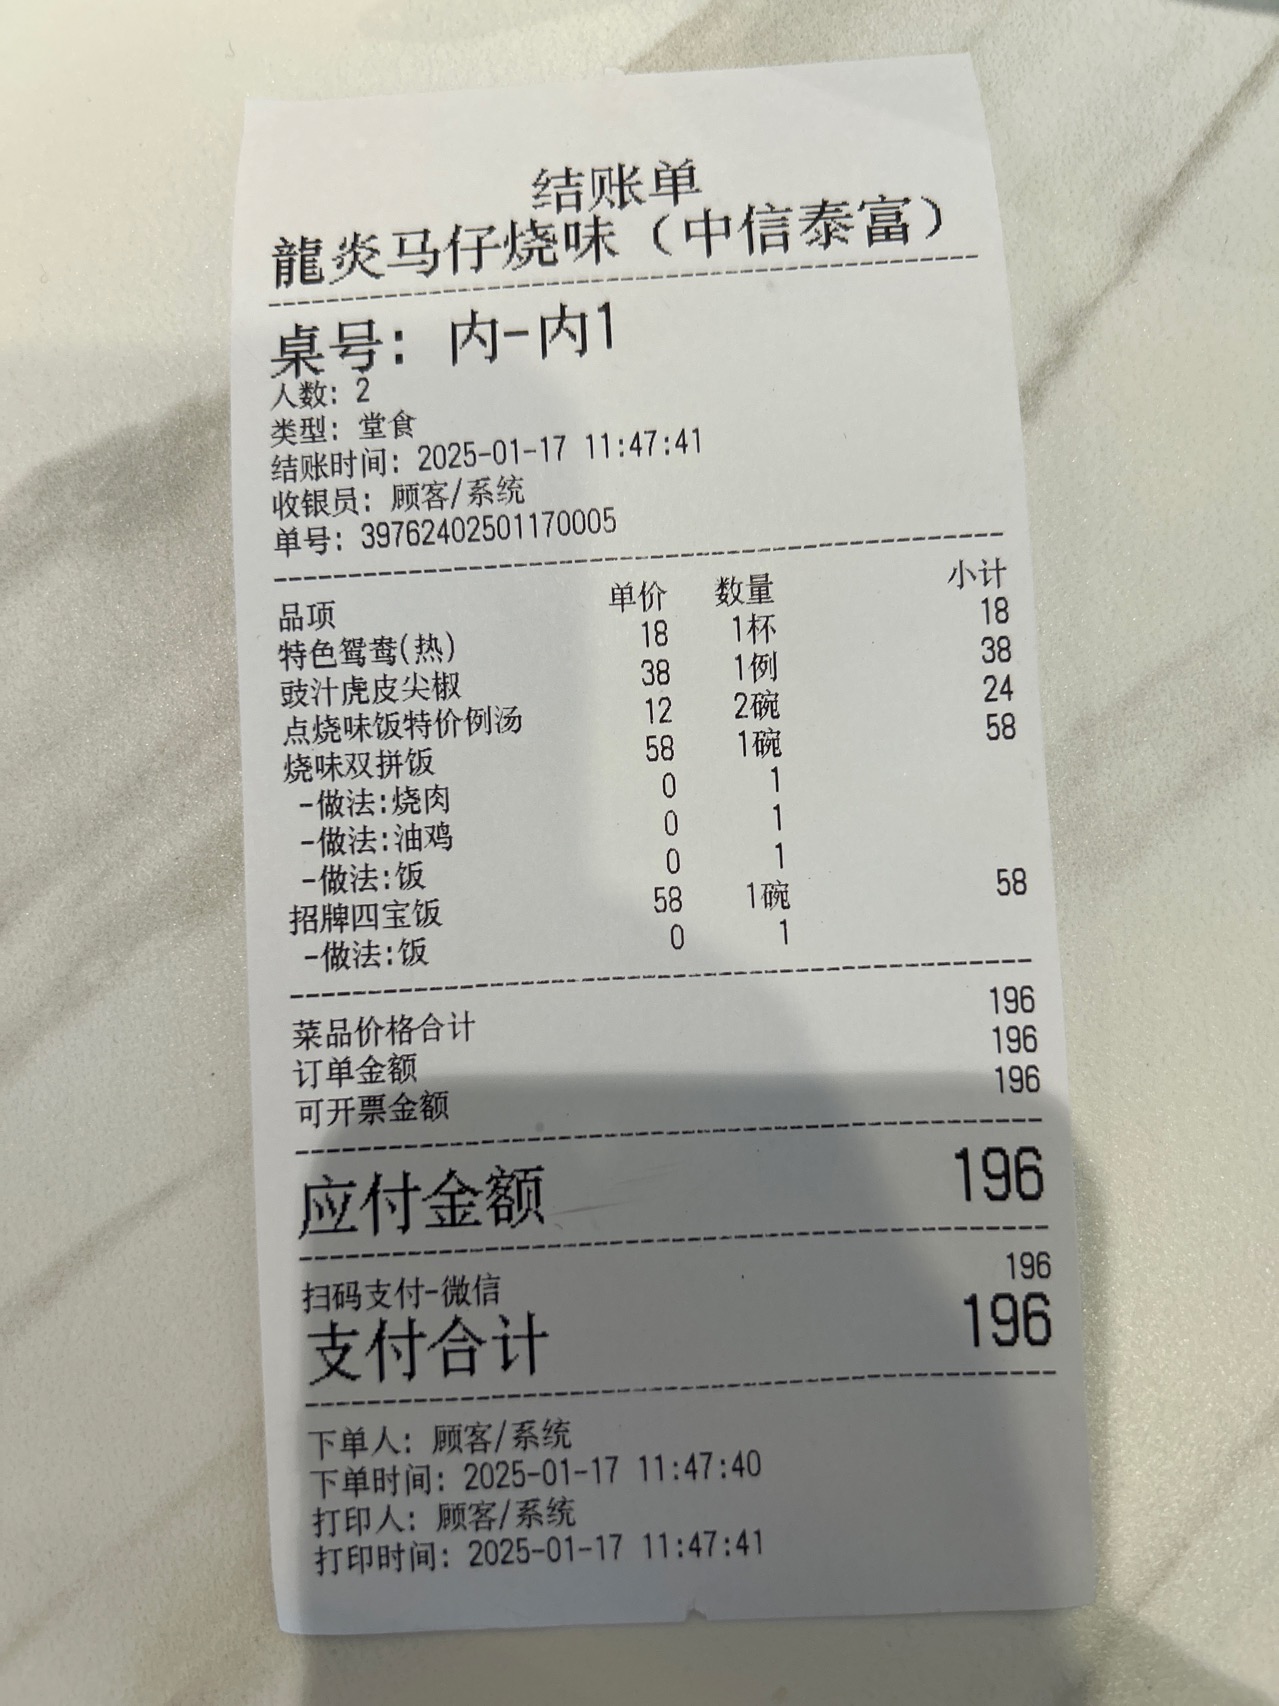 结账单
龍炎马仔烧味（中信泰富）
桌号： 内-内1
人数：2
类型：堂食
结账时间：2025-01-17 11:47:41
收银员：顾客/系统
单号：39762402501170005
品项 单价 数量 小计
特色鸳鸯(热) 18 1杯 18
豉汁虎皮尖椒 38 1例 38
点烧味饭特价例汤 12 2碗 24
烧味双拼饭 58 1碗 58
-做法:烧肉 0 1
-做法:油鸡 0 1
-做法:饭 0 1
招牌四宝饭 58 1碗 58
-做法:饭 0 1
菜品价格合计 196
订单金额 196
可开票金额 196
应付金额 196
扫码支付-微信 196
支付合计 196
下单人：顾客/系统
下单时间：2025-01-17 11:47:40
打印人：顾客/系统
打印时间：2025-01-17 11:47:41